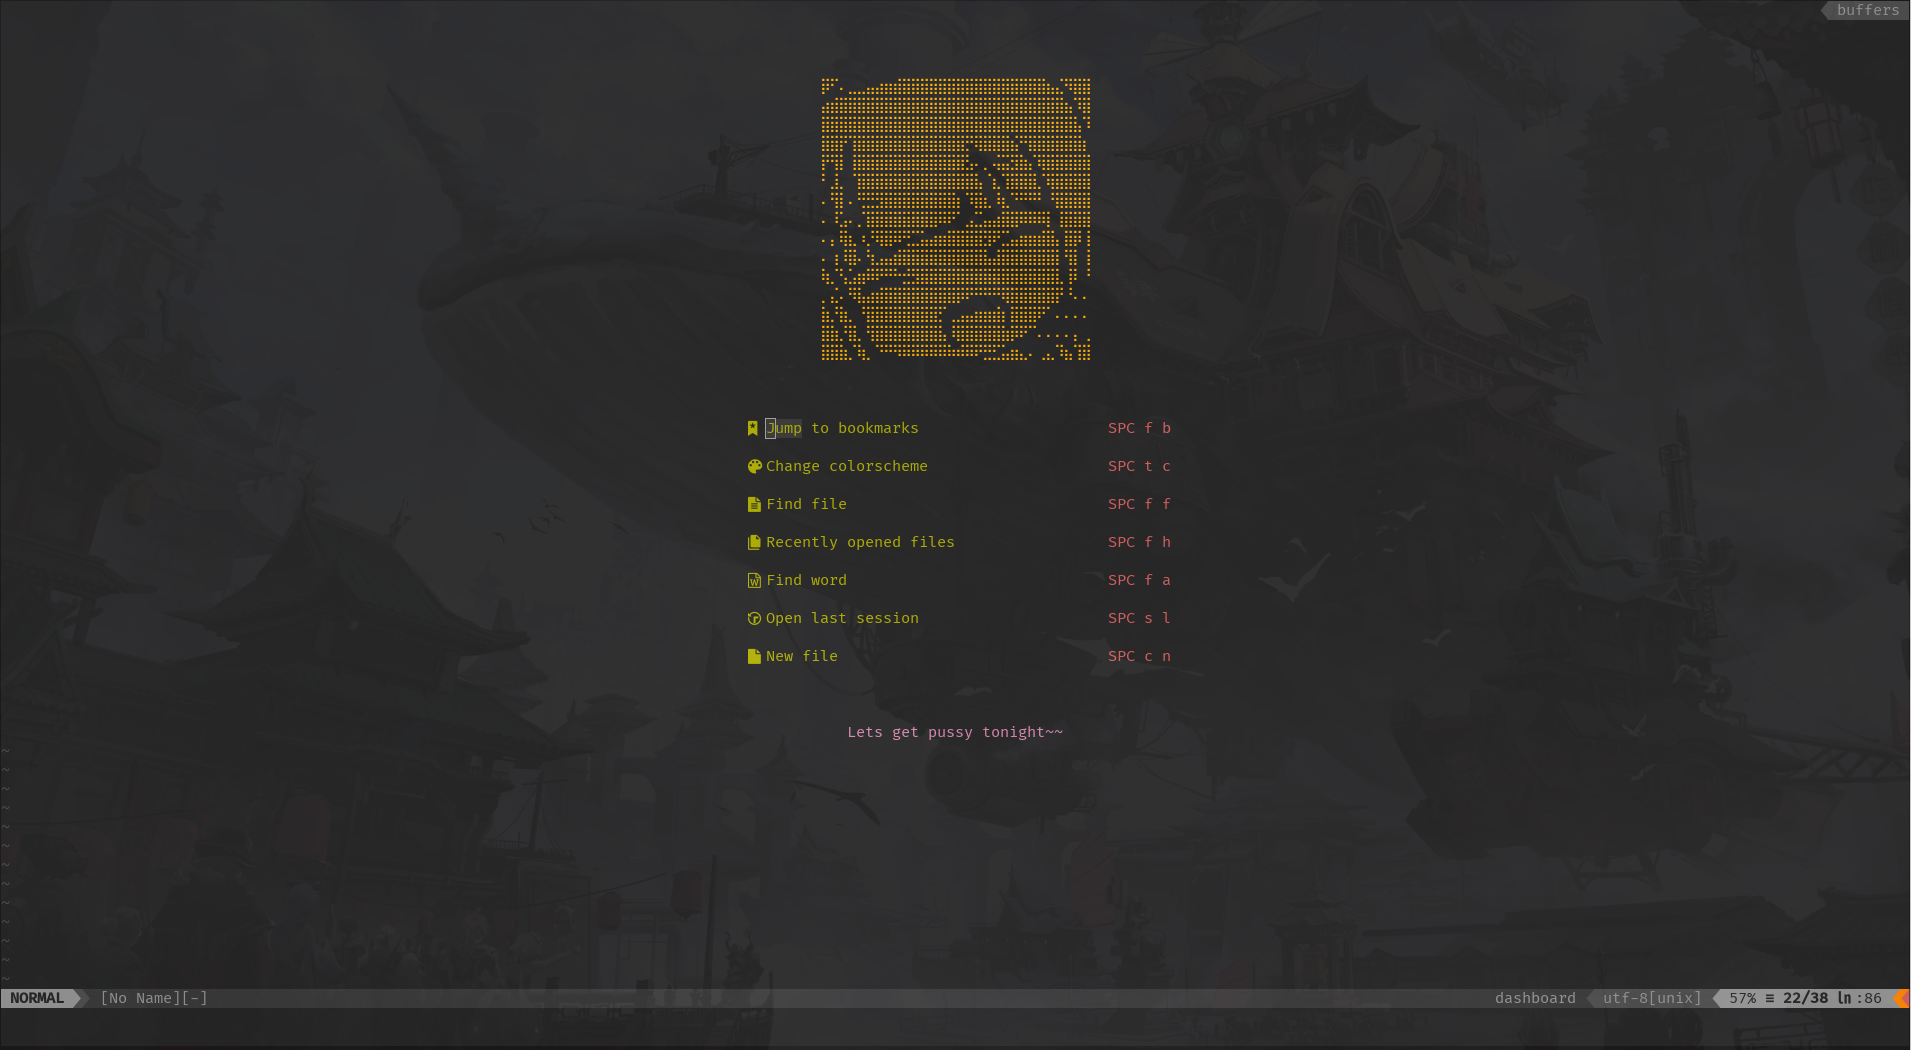 buffers
Jump to bookmarks SPC f b
Change colorscheme SPC t c
Find file SPC f f
Recently opened files SPC f h
Find word SPC f a
Open last session SPC s l
New file SPC c n
Lets get pussy tonight~~
~
~
~
~
~
~
~
~
~
~
~
~
~
NORMAL [No Name][-] dashboard utf-8[unix] 57% ≡ 22/38 ln :86